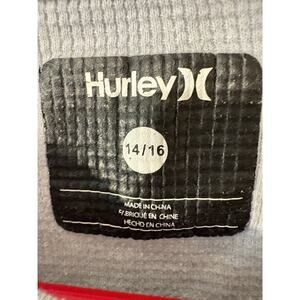 Hurley
14/16
MADE IN CHINA
FABRIQUÉ EN CHINE
HECHO EN CHINA